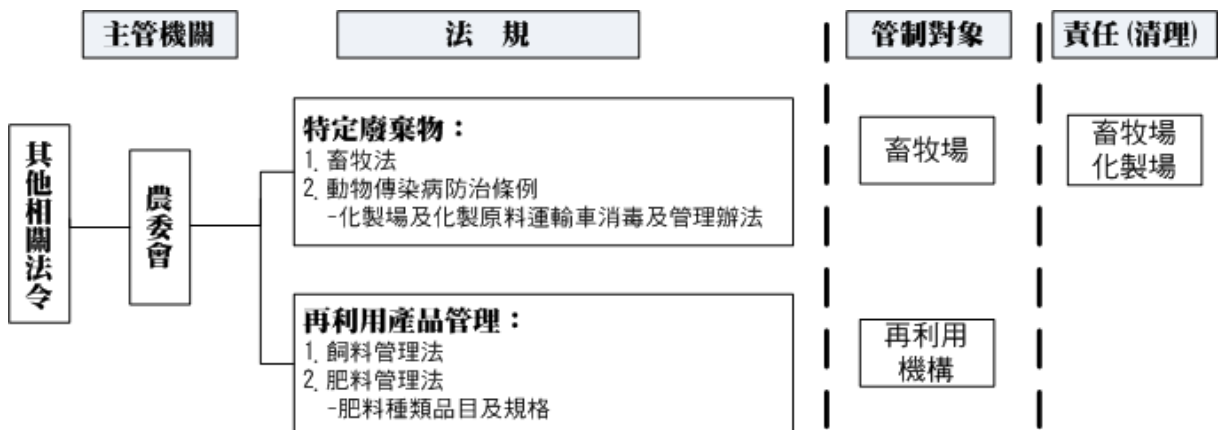 主管機關
法 規
管制對象
責任(清理)
其他相關法令
農委會
特定廢棄物：
1. 畜牧法
2. 動物傳染病防治條例
-化製場及化製原料運輸車消毒及管理辦法
畜牧場
畜牧場
化製場
再利用產品管理：
1. 飼料管理法
2. 肥料管理法
-肥料種類品目及規格
再利用
機構